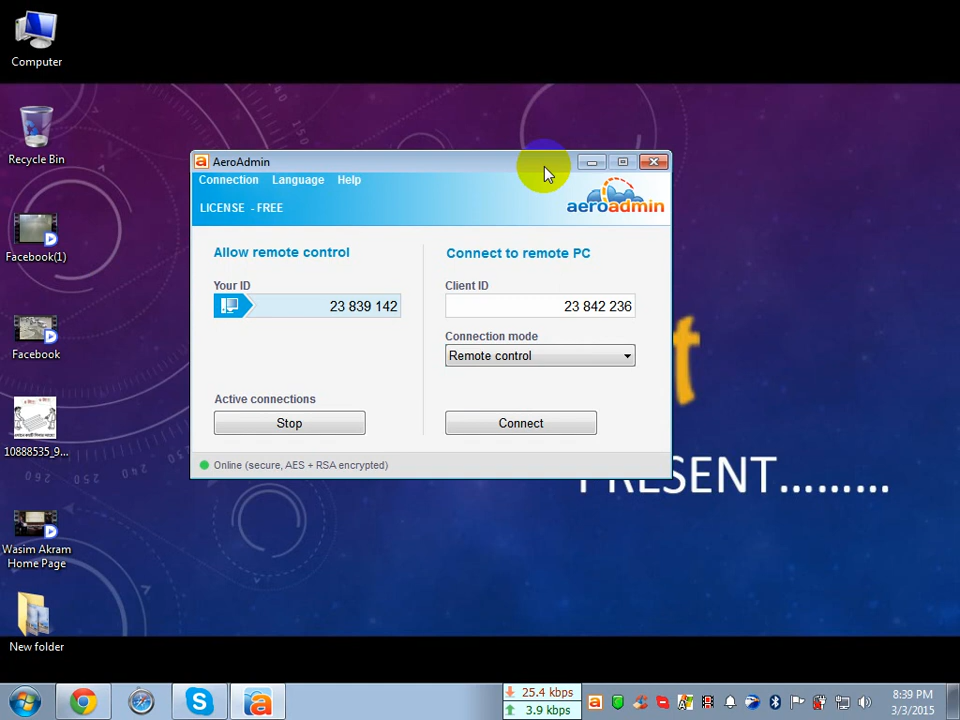 Computer
Recycle Bin
Facebook(1)
Facebook
10888535_9...
Wasim Akram
Home Page
New folder
AeroAdmin
Connection Language Help
LICENSE - FREE
aeroadmin
Allow remote control
Your ID
23 839 142
Active connections
Stop
Connect to remote PC
Client ID
23 842 236
Connection mode
Remote control
Connect
Online (secure, AES + RSA encrypted)
t
PRESENT.........
25.4 kbps
3.9 kbps
8:39 PM
3/3/2015